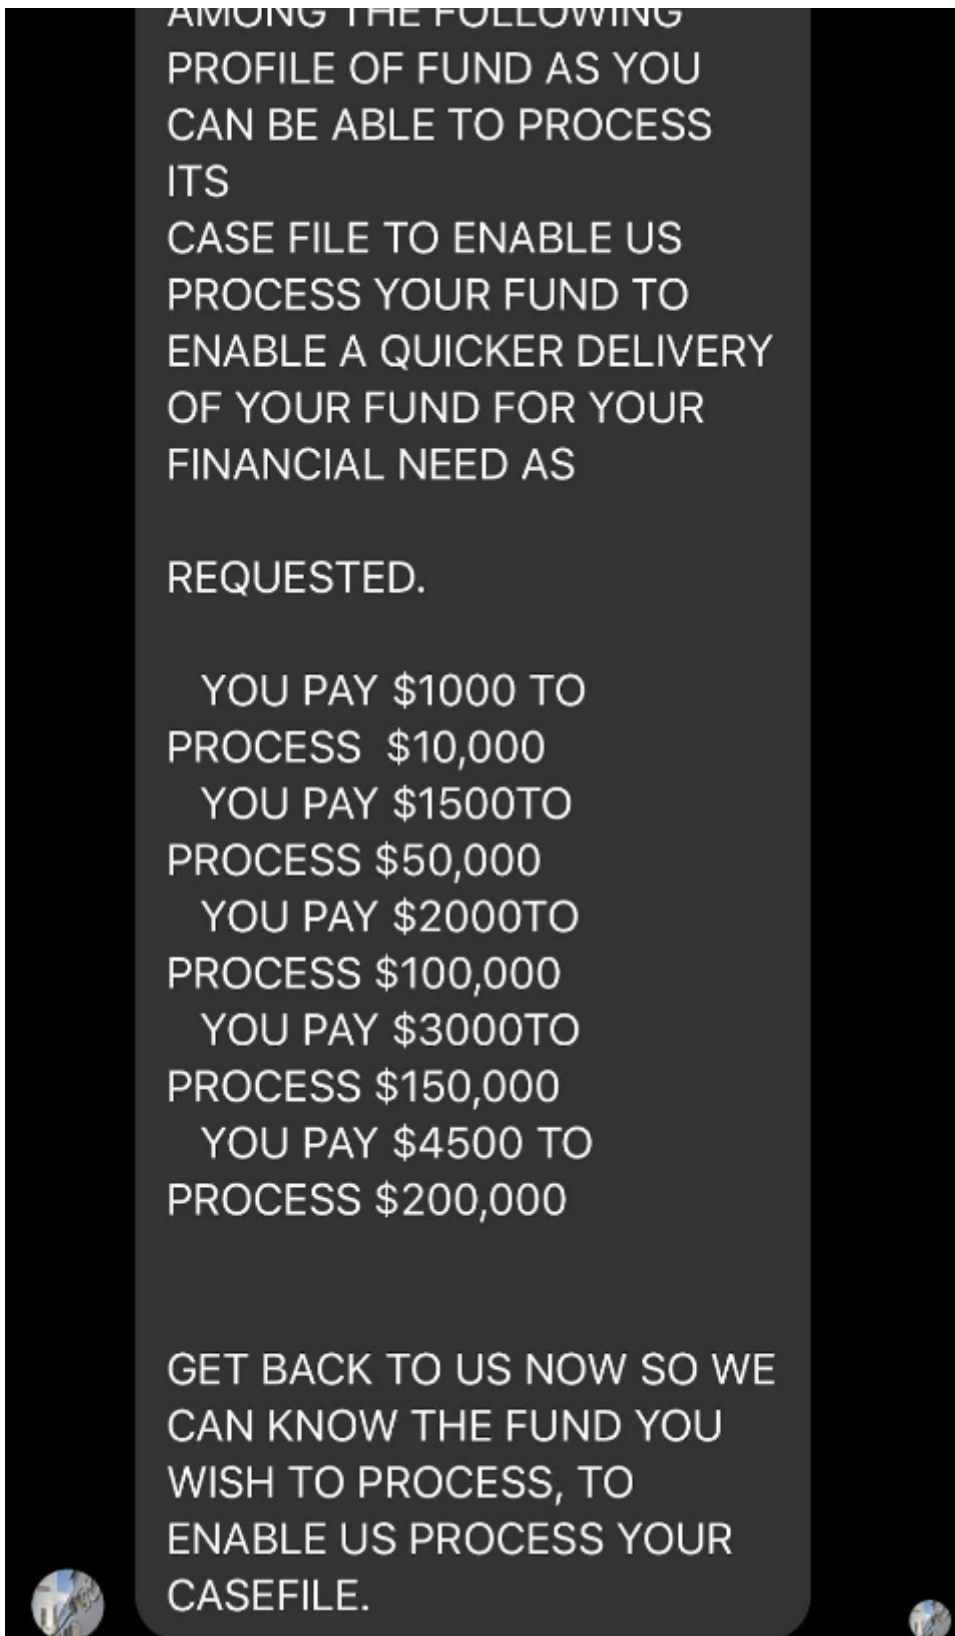 AMONG THE FOLLOWING
PROFILE OF FUND AS YOU
CAN BE ABLE TO PROCESS
ITS
CASE FILE TO ENABLE US
PROCESS YOUR FUND TO
ENABLE A QUICKER DELIVERY
OF YOUR FUND FOR YOUR
FINANCIAL NEED AS
REQUESTED.
YOU PAY $1000 TO
PROCESS $10,000
YOU PAY $1500TO
PROCESS $50,000
YOU PAY $2000TO
PROCESS $100,000
YOU PAY $3000TO
PROCESS $150,000
YOU PAY $4500 TO
PROCESS $200,000
GET BACK TO US NOW SO WE
CAN KNOW THE FUND YOU
WISH TO PROCESS, TO
ENABLE US PROCESS YOUR
CASEFILE.